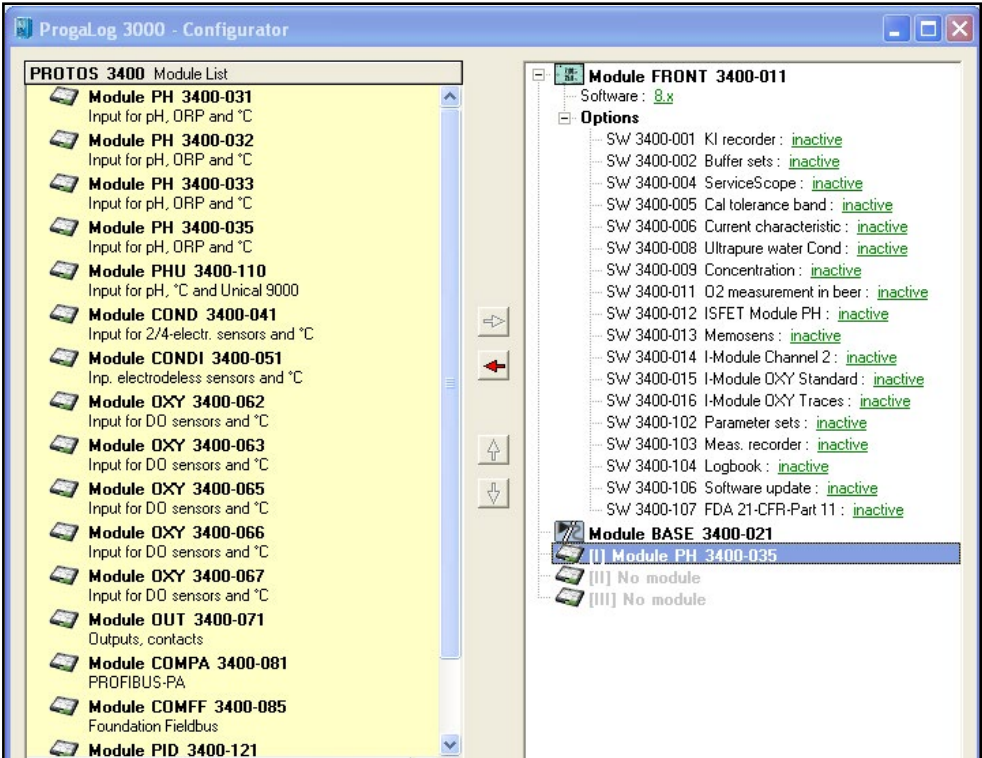 ProgaLog 3000 - Configurator
PROTOS 3400 Module List
Module PH 3400-031
Input for pH, ORP and °C
Module PH 3400-032
Input for pH, ORP and °C
Module PH 3400-033
Input for pH, ORP and °C
Module PH 3400-035
Input for pH, ORP and °C
Module PHU 3400-110
Input for pH, °C and Unical 9000
Module COND 3400-041
Input for 2/4-electr. sensors and °C
Module CONDI 3400-051
Inp. electrodeless sensors and °C
Module OXY 3400-062
Input for DO sensors and °C
Module OXY 3400-063
Input for DO sensors and °C
Module OXY 3400-065
Input for DO sensors and °C
Module OXY 3400-066
Input for DO sensors and °C
Module OXY 3400-067
Input for DO sensors and °C
Module OUT 3400-071
Outputs, contacts
Module COMPA 3400-081
PROFIBUS-PA
Module COMFF 3400-085
Foundation Fieldbus
Module PID 3400-121
Module FRONT 3400-011
Software : 8.x
Options
SW 3400-001 KI recorder : inactive
SW 3400-002 Buffer sets : inactive
SW 3400-004 ServiceScope : inactive
SW 3400-005 Cal tolerance band : inactive
SW 3400-006 Current characteristic : inactive
SW 3400-008 Ultrapure water Cond : inactive
SW 3400-009 Concentration : inactive
SW 3400-011 O2 measurement in beer : inactive
SW 3400-012 ISFET Module PH : inactive
SW 3400-013 Memosens : inactive
SW 3400-014 I-Module Channel 2 : inactive
SW 3400-015 I-Module OXY Standard : inactive
SW 3400-016 I-Module OXY Traces : inactive
SW 3400-102 Parameter sets : inactive
SW 3400-103 Meas. recorder : inactive
SW 3400-104 Logbook : inactive
SW 3400-106 Software update : inactive
SW 3400-107 FDA 21-CFR-Part 11 : inactive
Module BASE 3400-021
[I] Module PH 3400-035
[II] No module
[III] No module